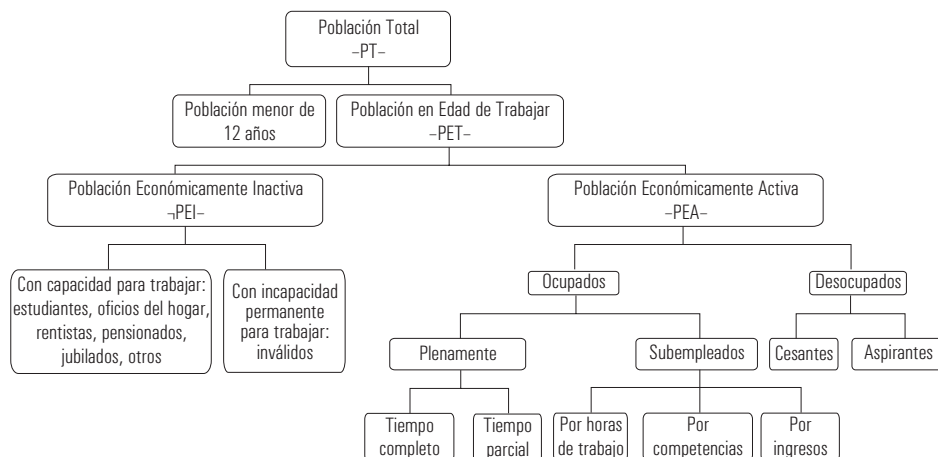 Población Total
–PT–
Población menor de
12 años
Población en Edad de Trabajar
–PET–
Población Económicamente Inactiva
¬PEI–
Población Económicamente Activa
–PEA–
Con capacidad para trabajar:
estudiantes, oficios del hogar,
rentistas, pensionados,
jubilados, otros
Con incapacidad
permanente
para trabajar:
inválidos
Ocupados
Desocupados
Plenamente
Subempleados
Cesantes
Aspirantes
Tiempo
completo
Tiempo
parcial
Por horas
de trabajo
Por
competencias
Por
ingresos